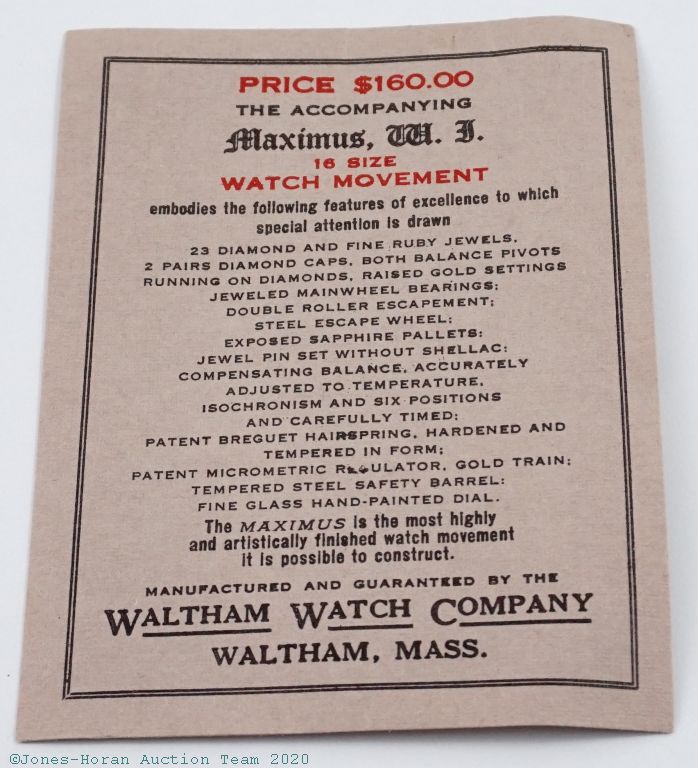 PRICE $160.00
THE ACCOMPANYING
Maximus, W. I.
16 SIZE
WATCH MOVEMENT
embodies the following features of excellence to which
special attention is drawn
23 DIAMOND AND FINE RUBY JEWELS,
2 PAIRS DIAMOND CAPS, BOTH BALANCE PIVOTS
RUNNING ON DIAMONDS, RAISED GOLD SETTINGS
JEWELED MAINWHEEL BEARINGS;
DOUBLE ROLLER ESCAPEMENT;
STEEL ESCAPE WHEEL;
EXPOSED SAPPHIRE PALLETS;
JEWEL PIN SET WITHOUT SHELLAC;
COMPENSATING BALANCE, ACCURATELY
ADJUSTED TO TEMPERATURE,
ISOCHRONISM AND SIX POSITIONS
AND CAREFULLY TIMED;
PATENT BREGUET HAIRSPRING, HARDENED AND
TEMPERED IN FORM;
PATENT MICROMETRIC REGULATOR, GOLD TRAIN;
TEMPERED STEEL SAFETY BARREL;
FINE GLASS HAND-PAINTED DIAL.
The MAXIMUS is the most highly
and artistically finished watch movement
it is possible to construct.
MANUFACTURED AND GUARANTEED BY THE
WALTHAM WATCH COMPANY
WALTHAM, MASS.
©Jones-Horan Auction Team 2020